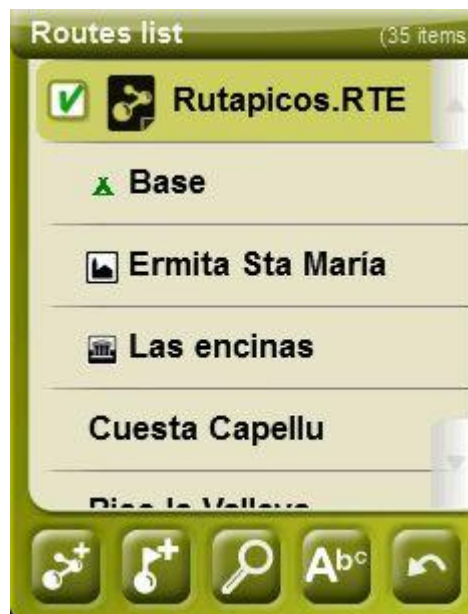 Routes list (35 items
Rutapicos.RTE
Base
Ermita Sta María
Las encinas
Cuesta Capellu
Abc